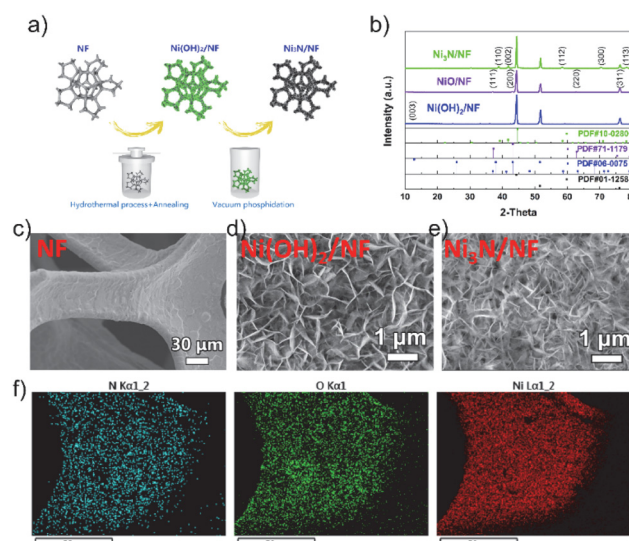 a)
NF
Ni(OH)₂/NF
Ni₃N/NF
Hydrothermal process+Annealing
Vacuum phosphidation
b)
Intensity (a.u.)
Ni₃N/NF
(110)
(002)
(112)
(300)
(113)
NiO/NF
(111)
(200)
(220)
(311)
Ni(OH)₂/NF
(003)
PDF#10-0280
PDF#71-1179
PDF#06-0075
PDF#01-1258
10 20 30 40 50 60 70 80
2-Theta
c)
NF
30 µm
d)
Ni(OH)₂/NF
1 µm
e)
Ni₃N/NF
1 µm
f)
N Kα1_2
O Kα1
Ni Lα1_2